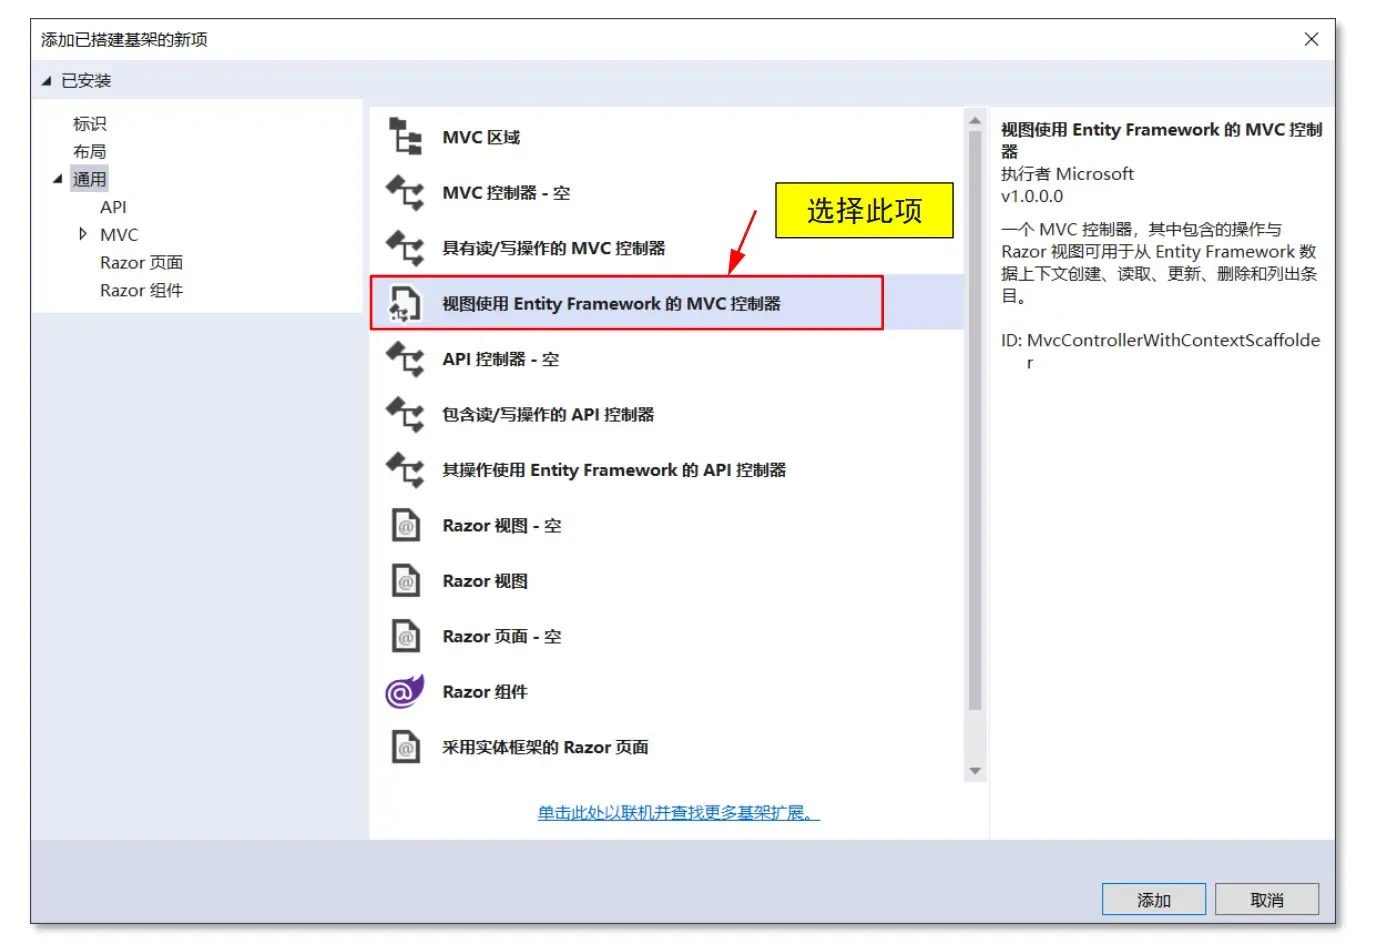 添加已搭建基架的新项
已安装
标识
布局
通用
API
MVC
Razor 页面
Razor 组件
MVC 区域
MVC 控制器 - 空
具有读/写操作的 MVC 控制器
视图使用 Entity Framework 的 MVC 控制器
API 控制器 - 空
包含读/写操作的 API 控制器
其操作使用 Entity Framework 的 API 控制器
Razor 视图 - 空
Razor 视图
Razor 页面 - 空
Razor 组件
采用实体框架的 Razor 页面
单击此处以联机并查找更多基架扩展。
选择此项
视图使用 Entity Framework 的 MVC 控制
器
执行者 Microsoft
v1.0.0.0
一个 MVC 控制器，其中包含的操作与
Razor 视图可用于从 Entity Framework 数
据上下文创建、读取、更新、删除和列出条
目。
ID: MvcControllerWithContextScaffolde
r
添加
取消